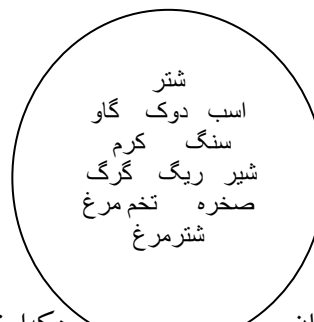 شتر
اسب دوک گاو
سنگ کرم
شیر ریگ گرگ
صخره تخم مرغ
شترمرغ